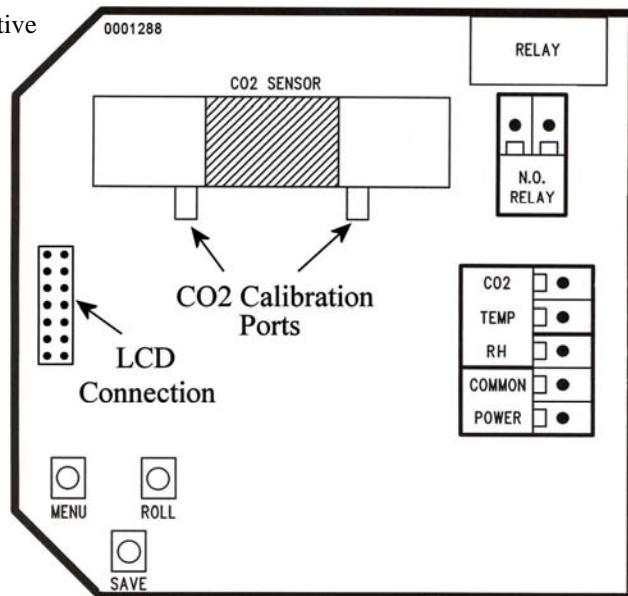 tive
0001288
RELAY
CO2 SENSOR
N.O.
RELAY
CO2 Calibration
Ports
CO2
TEMP
RH
COMMON
POWER
LCD
Connection
MENU
ROLL
SAVE